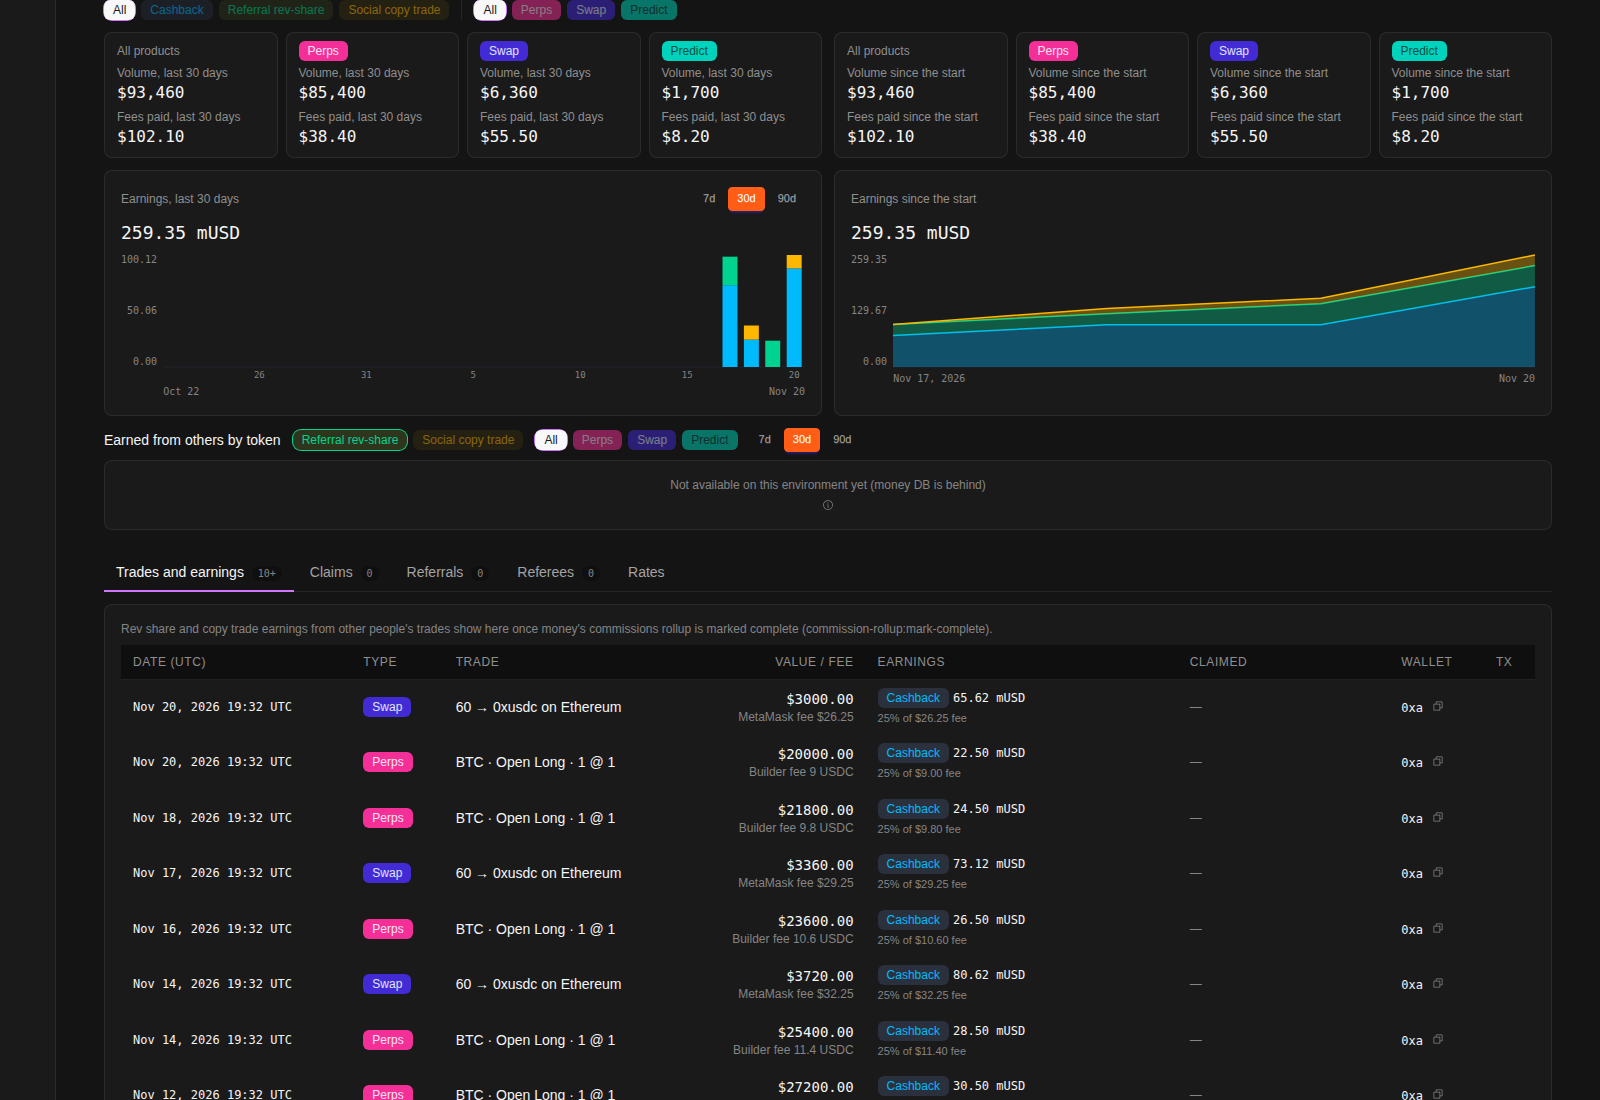 All Cashback Referral rev-share Social copy trade All Perps Swap Predict
All products Perps Swap Predict All products Perps Swap Predict
Volume, last 30 days Volume, last 30 days Volume, last 30 days Volume, last 30 days Volume since the start Volume since the start Volume since the start Volume since the start
$93,460 $85,400 $6,360 $1,700 $93,460 $85,400 $6,360 $1,700
Fees paid, last 30 days Fees paid, last 30 days Fees paid, last 30 days Fees paid, last 30 days Fees paid since the start Fees paid since the start Fees paid since the start Fees paid since the start
$102.10 $38.40 $55.50 $8.20 $102.10 $38.40 $55.50 $8.20
Earnings, last 30 days 7d 30d 90d
259.35 mUSD
100.12
50.06
0.00
26 31 5 10 15 20
Oct 22 Nov 20
Earnings since the start
259.35 mUSD
259.35
129.67
0.00
Nov 17, 2026 Nov 20
Earned from others by token Referral rev-share Social copy trade All Perps Swap Predict 7d 30d 90d
Not available on this environment yet (money DB is behind)
Trades and earnings 10+ Claims 0 Referrals 0 Referees 0 Rates
Rev share and copy trade earnings from other people's trades show here once money's commissions rollup is marked complete (commission-rollup:mark-complete).
DATE (UTC) TYPE TRADE VALUE / FEE EARNINGS CLAIMED WALLET TX
Nov 20, 2026 19:32 UTC Swap 60 → 0xusdc on Ethereum $3000.00 Cashback 65.62 mUSD — 0xa
MetaMask fee $26.25 25% of $26.25 fee
Nov 20, 2026 19:32 UTC Perps BTC · Open Long · 1 @ 1 $20000.00 Cashback 22.50 mUSD — 0xa
Builder fee 9 USDC 25% of $9.00 fee
Nov 18, 2026 19:32 UTC Perps BTC · Open Long · 1 @ 1 $21800.00 Cashback 24.50 mUSD — 0xa
Builder fee 9.8 USDC 25% of $9.80 fee
Nov 17, 2026 19:32 UTC Swap 60 → 0xusdc on Ethereum $3360.00 Cashback 73.12 mUSD — 0xa
MetaMask fee $29.25 25% of $29.25 fee
Nov 16, 2026 19:32 UTC Perps BTC · Open Long · 1 @ 1 $23600.00 Cashback 26.50 mUSD — 0xa
Builder fee 10.6 USDC 25% of $10.60 fee
Nov 14, 2026 19:32 UTC Swap 60 → 0xusdc on Ethereum $3720.00 Cashback 80.62 mUSD — 0xa
MetaMask fee $32.25 25% of $32.25 fee
Nov 14, 2026 19:32 UTC Perps BTC · Open Long · 1 @ 1 $25400.00 Cashback 28.50 mUSD — 0xa
Builder fee 11.4 USDC 25% of $11.40 fee
Nov 12, 2026 19:32 UTC Perps BTC · Open Long · 1 @ 1 $27200.00 Cashback 30.50 mUSD — 0xa